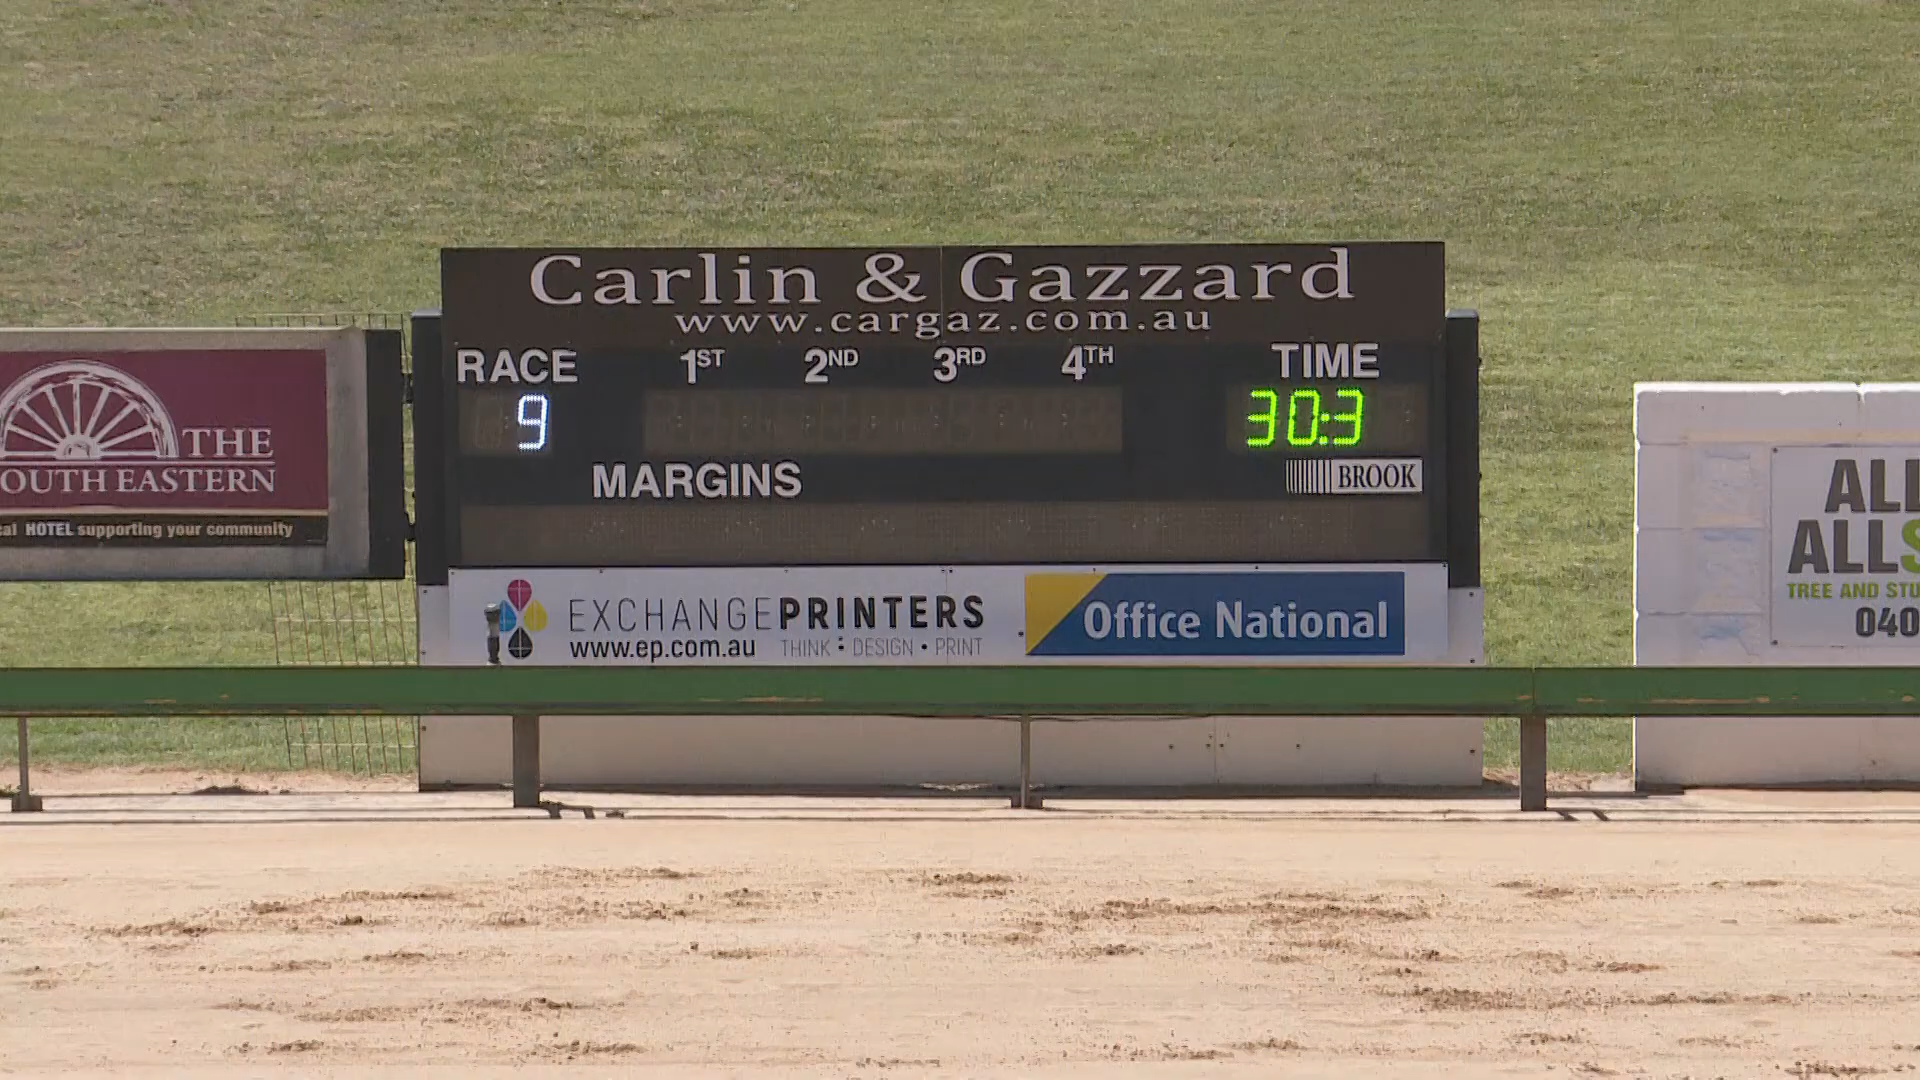 Carlin & Gazzard
www.cargaz.com.au
RACE 1ST 2ND 3RD 4TH TIME
9 30:3
MARGINS BROOK
THE
OUTH EASTERN
HOTEL supporting your community
EXCHANGEPRINTERS
www.ep.com.au THINK : DESIGN • PRINT
Office National
ALL
ALLS
TREE AND STU
040